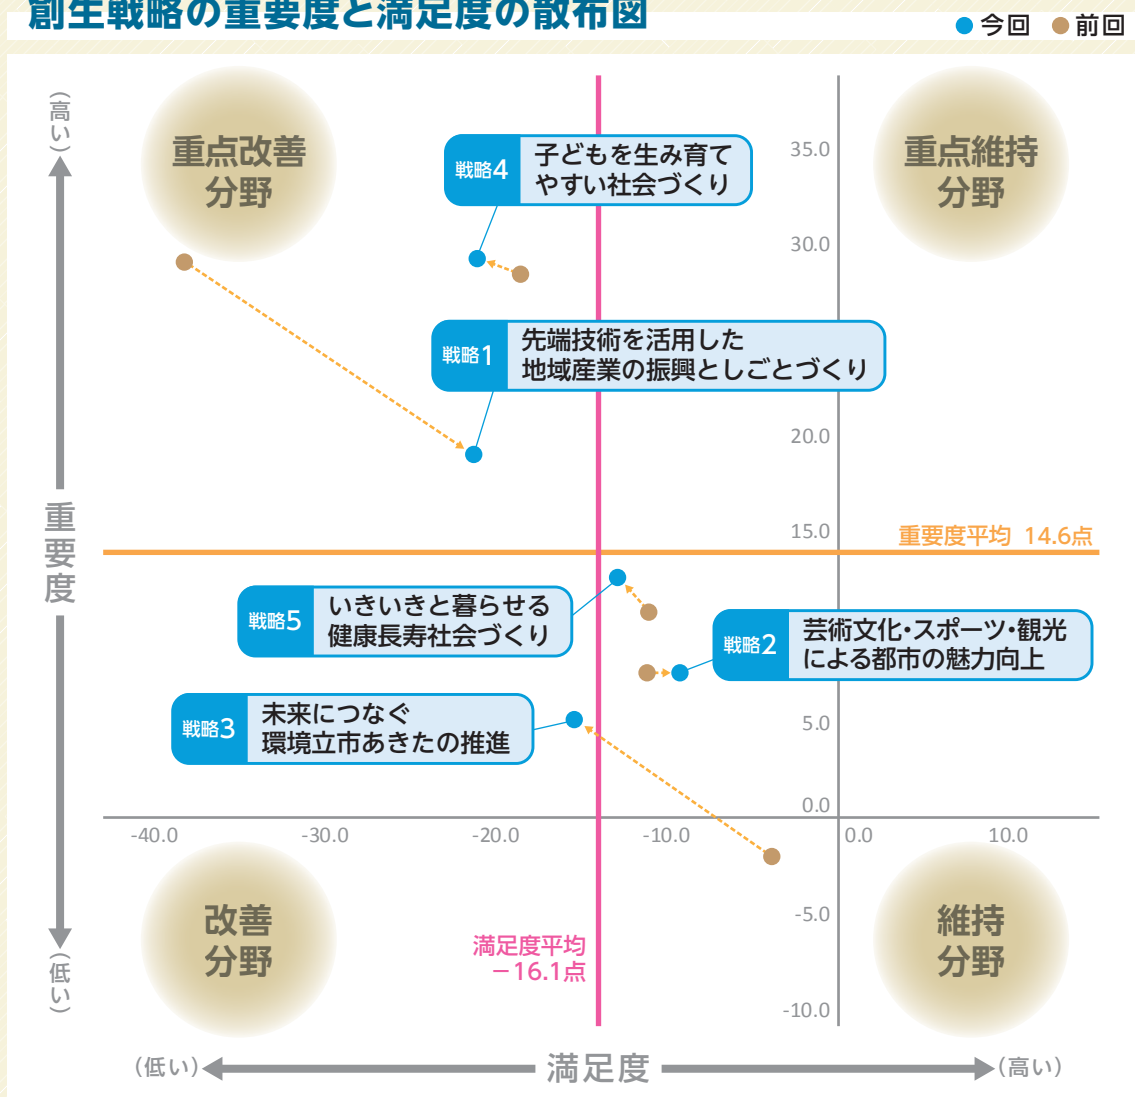 創生戦略の重要度と満足度の散布図
今回 前回
(高い)
重点改善
分野
戦略4
子どもを生み育て
やすい社会づくり
35.0
重点維持
分野
30.0
戦略1
先端技術を活用した
地域産業の振興としごとづくり
20.0
重要度
15.0
重要度平均 14.6点
戦略5
いきいきと暮らせる
健康長寿社会づくり
戦略2
芸術文化・スポーツ・観光
による都市の魅力向上
戦略3
未来につなぐ
環境立市あきたの推進
5.0
0.0
-40.0 -30.0 -20.0 -10.0 0.0 10.0
改善
分野
-5.0
維持
分野
満足度平均
−16.1点
(低い)
-10.0
(低い) 満足度 (高い)